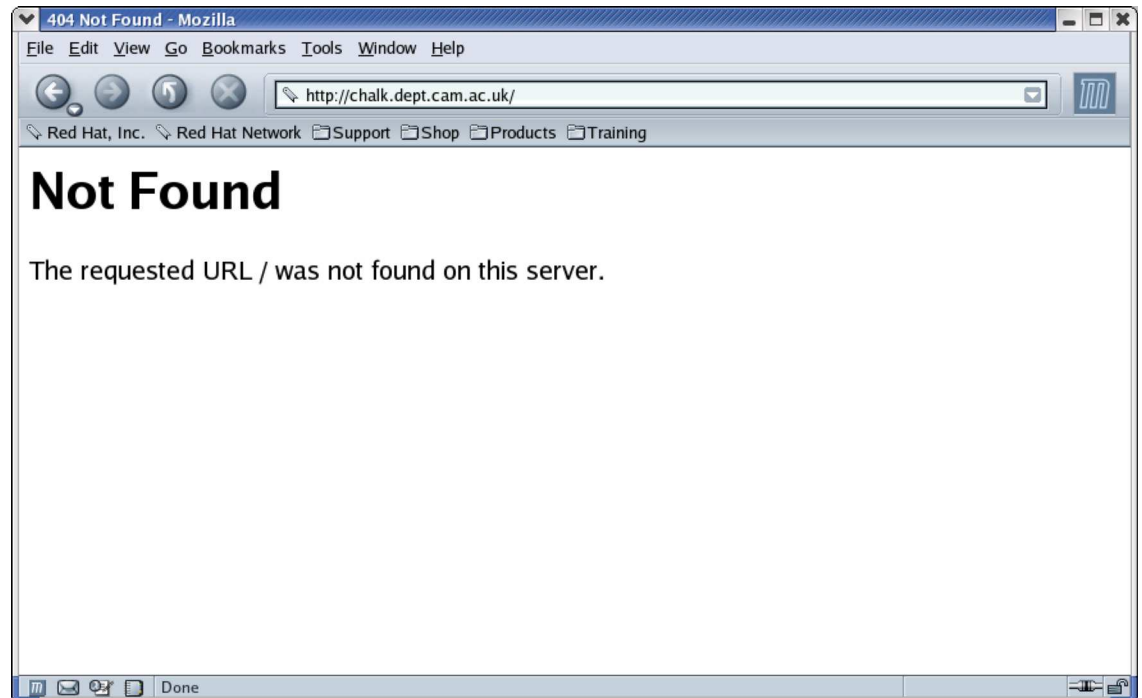 404 Not Found - Mozilla
File Edit View Go Bookmarks Tools Window Help
http://chalk.dept.cam.ac.uk/
Red Hat, Inc. Red Hat Network Support Shop Products Training
Not Found
The requested URL / was not found on this server.
Done